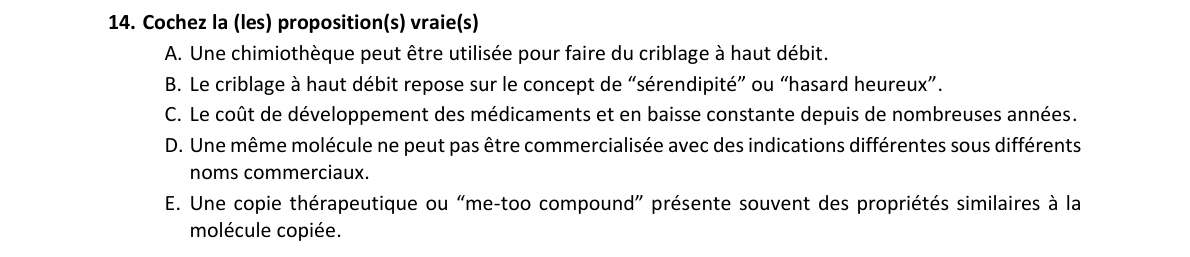 14. Cochez la (les) proposition(s) vraie(s)
A. Une chimiothèque peut être utilisée pour faire du criblage à haut débit.
B. Le criblage à haut débit repose sur le concept de “sérendipité” ou “hasard heureux”.
C. Le coût de développement des médicaments et en baisse constante depuis de nombreuses années.
D. Une même molécule ne peut pas être commercialisée avec des indications différentes sous différents
noms commerciaux.
E. Une copie thérapeutique ou “me-too compound” présente souvent des propriétés similaires à la
molécule copiée.